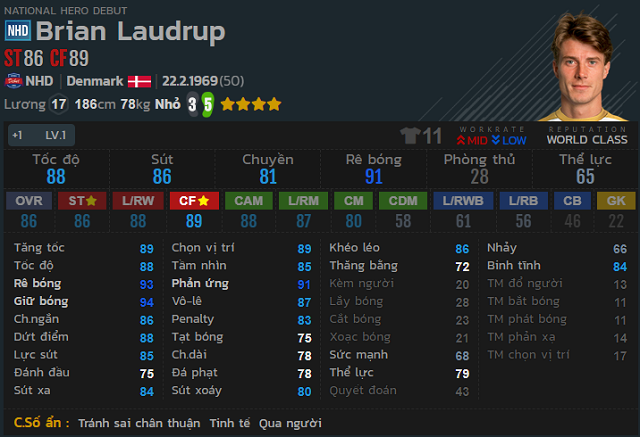 NATIONAL HERO DEBUT
NHD Brian Laudrup
ST 86 CF 89
NHD | Denmark | 22.2.1969(50)
Lương 17 | 186cm 78kg Nhỏ 3 5
+1 LV.1
11
WORKRATE
MID LOW
REPUTATION
WORLD CLASS
Tốc độ Sút Chuyền Rê bóng Phòng thủ Thể lực
88 86 81 91 28 65
OVR ST L/RW CF CAM L/RM CM CDM L/RWB L/RB CB GK
86 86 88 89 88 87 80 58 61 56 46 22
Tăng tốc 89 Chọn vị trí 89 Khéo léo 86 Nhảy 66
Tốc độ 88 Tầm nhìn 85 Thăng bằng 72 Bình tĩnh 84
Rê bóng 93 Phản ứng 91 Kèm người 20 TM đổ người 13
Giữ bóng 94 Vô-lê 87 Lấy bóng 28 TM bắt bóng 11
Ch.ngắn 86 Penalty 83 Cắt bóng 23 TM phát bóng 11
Dứt điểm 88 Tạt bóng 75 Xoạc bóng 21 TM phản xạ 14
Lực sút 85 Ch.dài 78 Sức mạnh 68 TM chọn vị trí 17
Đánh đầu 75 Đá phạt 78 Thể lực 79
Sút xa 84 Sút xoáy 80 Quyết đoán 43
C.Số ẩn : Tránh sai chân thuận Tinh tế Qua người